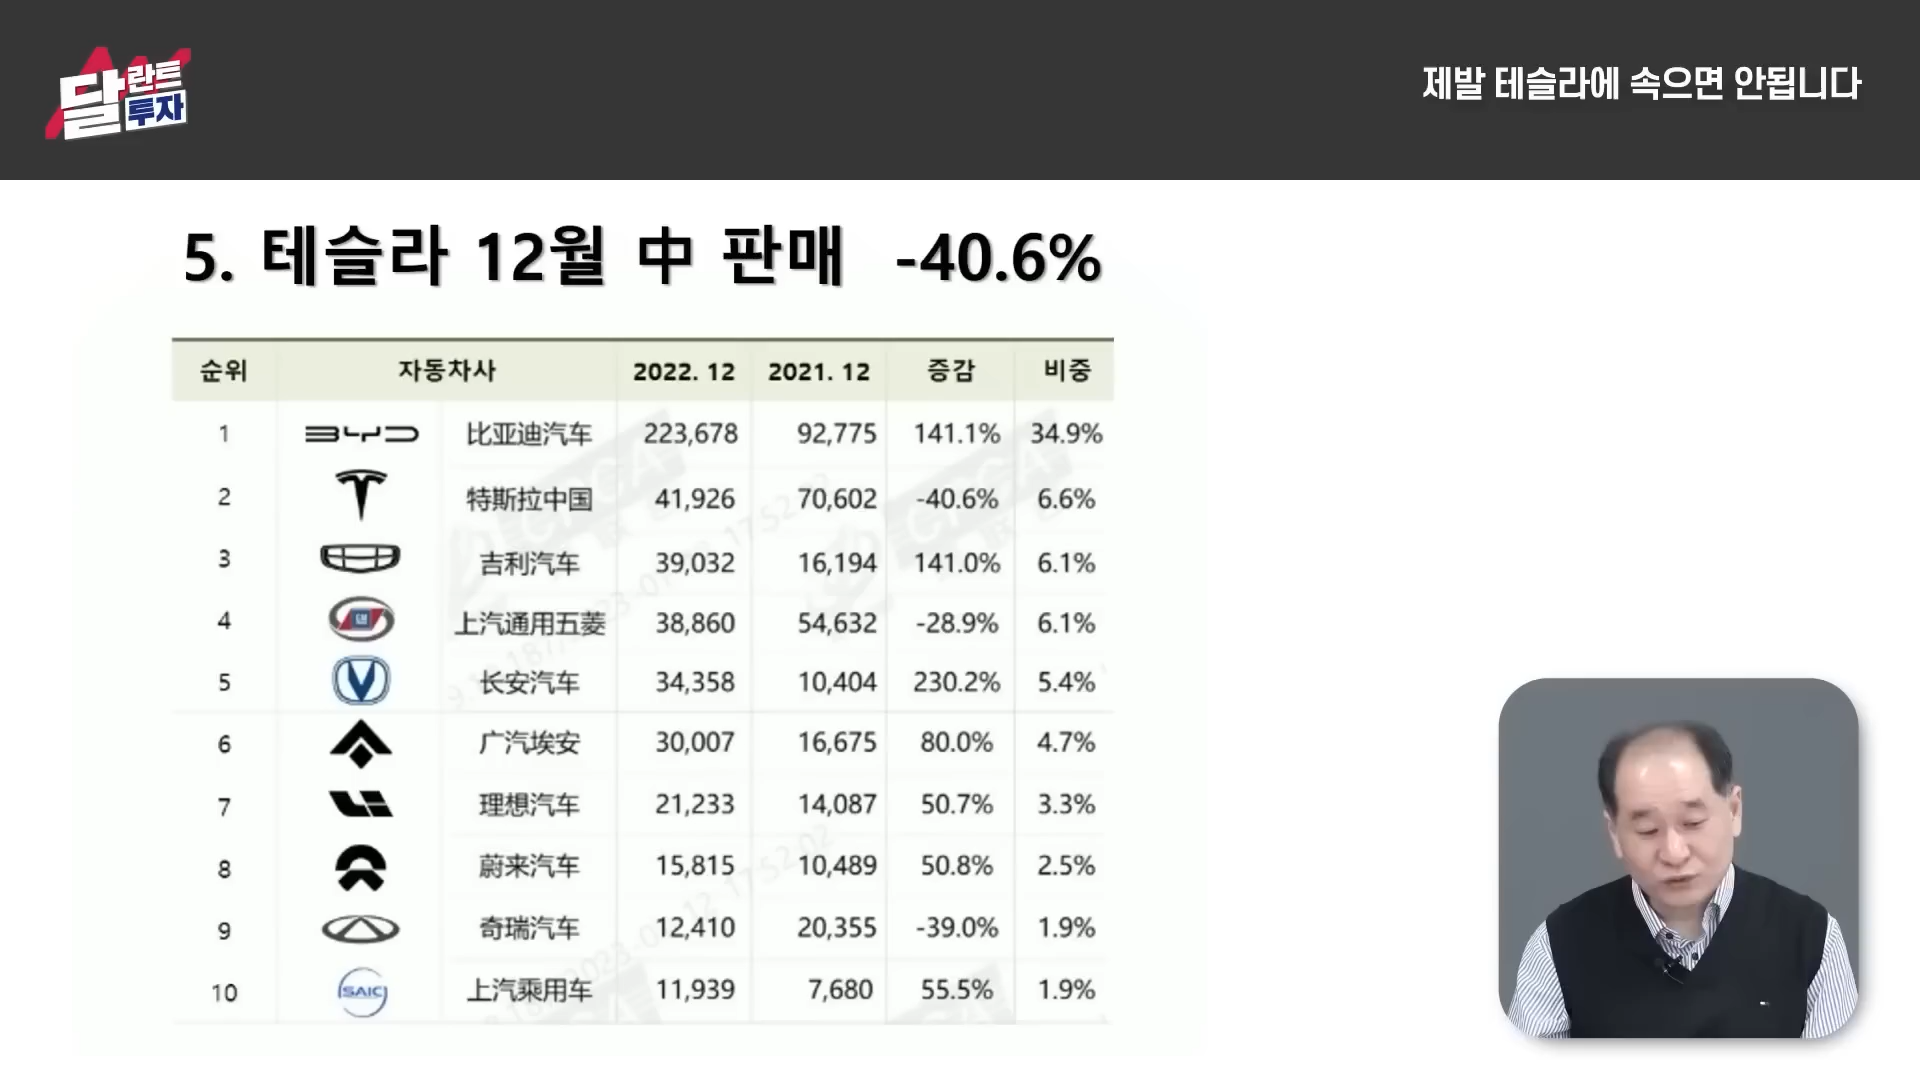 달란트
투자
제발 테슬라에 속으면 안됩니다
5. 테슬라 12월 中 판매 -40.6%
순위 자동차사 2022. 12 2021. 12 증감 비중
1 BYD 比亚迪汽车 223,678 92,775 141.1% 34.9%
2 特斯拉中国 41,926 70,602 -40.6% 6.6%
3 吉利汽车 39,032 16,194 141.0% 6.1%
4 GM 上汽通用五菱 38,860 54,632 -28.9% 6.1%
5 长安汽车 34,358 10,404 230.2% 5.4%
6 广汽埃安 30,007 16,675 80.0% 4.7%
7 理想汽车 21,233 14,087 50.7% 3.3%
8 蔚来汽车 15,815 10,489 50.8% 2.5%
9 奇瑞汽车 12,410 20,355 -39.0% 1.9%
10 SAIC 上汽乘用车 11,939 7,680 55.5% 1.9%